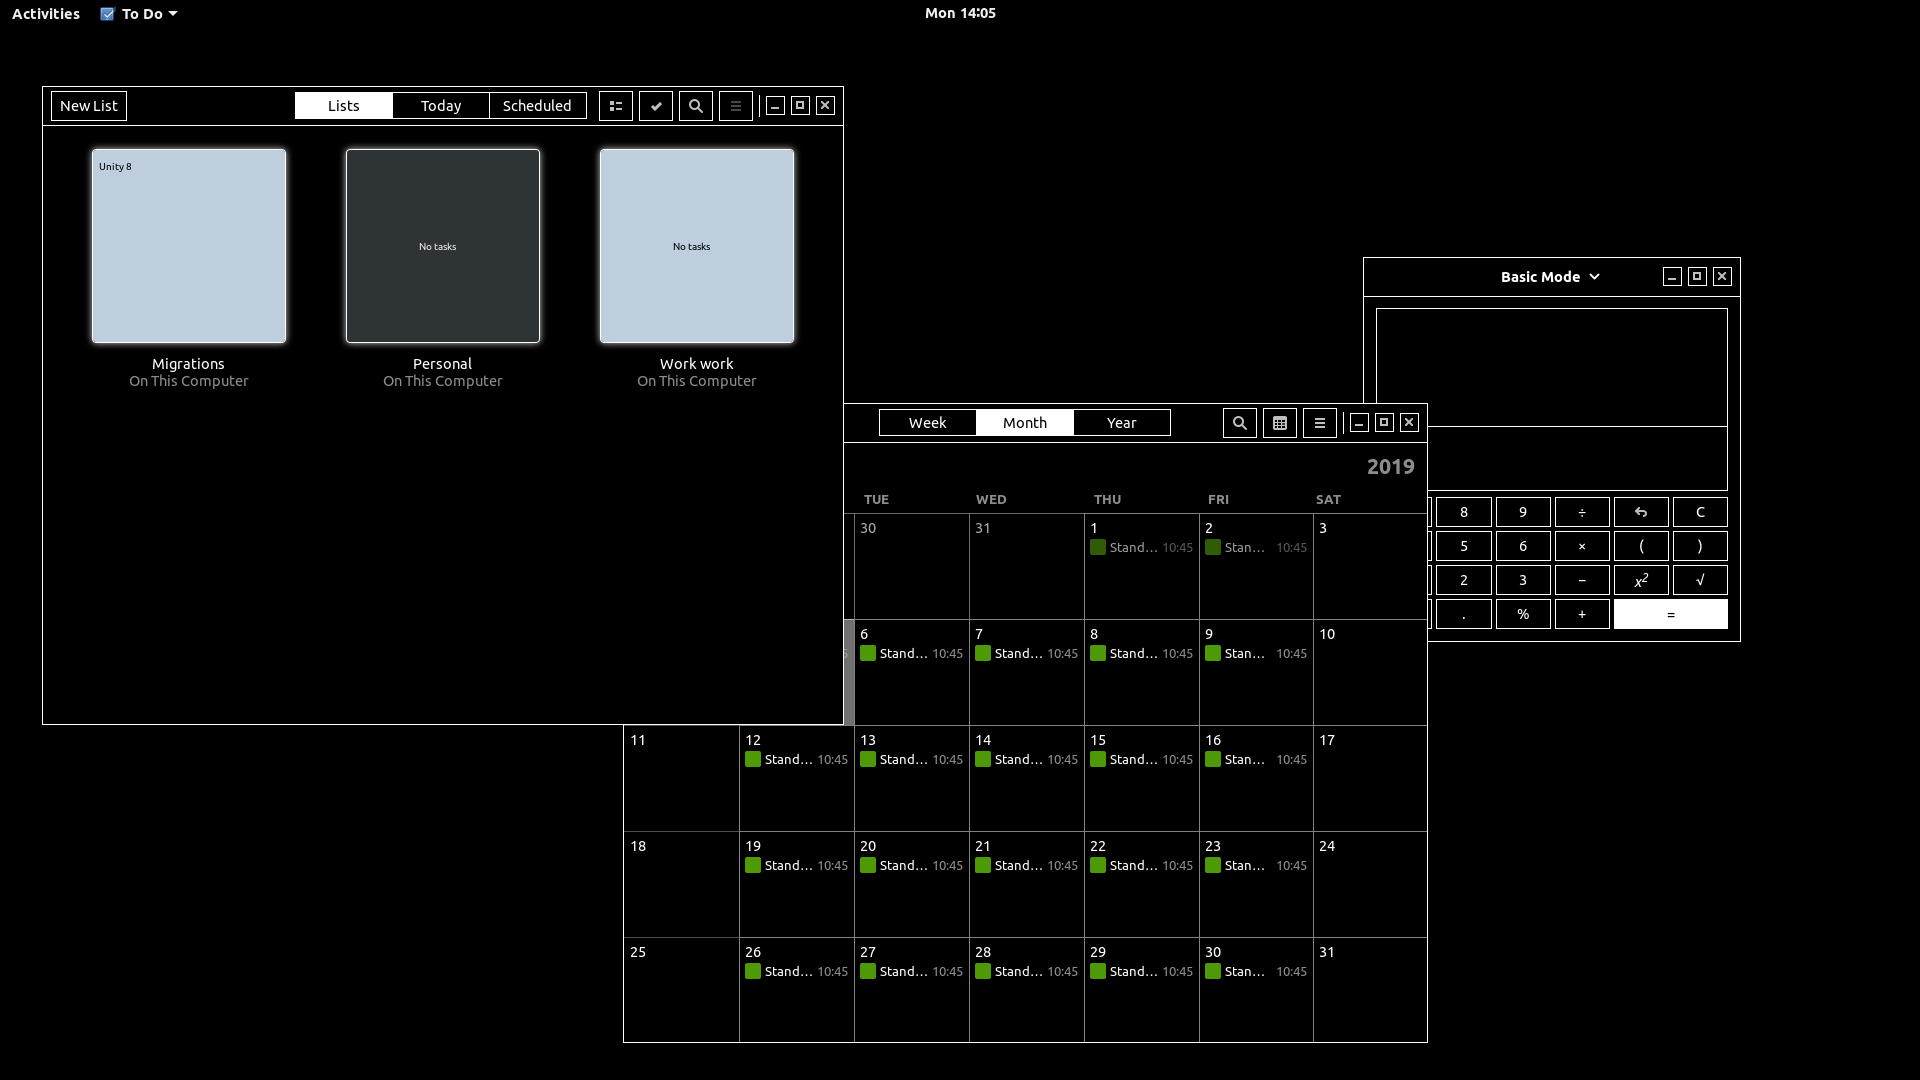 Activities To Do Mon 14:05
New List Lists Today Scheduled
Unity 8
No tasks
No tasks
Migrations
On This Computer
Personal
On This Computer
Work work
On This Computer
Week Month Year
2019
TUE WED THU FRI SAT
30 31 1 2 3
Stand… 10:45 Stan… 10:45
6 7 8 9 10
5 Stand… 10:45 Stand… 10:45 Stand… 10:45 Stan… 10:45
11 12 13 14 15 16 17
Stand… 10:45 Stand… 10:45 Stand… 10:45 Stand… 10:45 Stan… 10:45
18 19 20 21 22 23 24
Stand… 10:45 Stand… 10:45 Stand… 10:45 Stand… 10:45 Stan… 10:45
25 26 27 28 29 30 31
Stand… 10:45 Stand… 10:45 Stand… 10:45 Stand… 10:45 Stan… 10:45
Basic Mode
8 9 ÷ C
5 6 × ( )
2 3 − x² √
. % + =